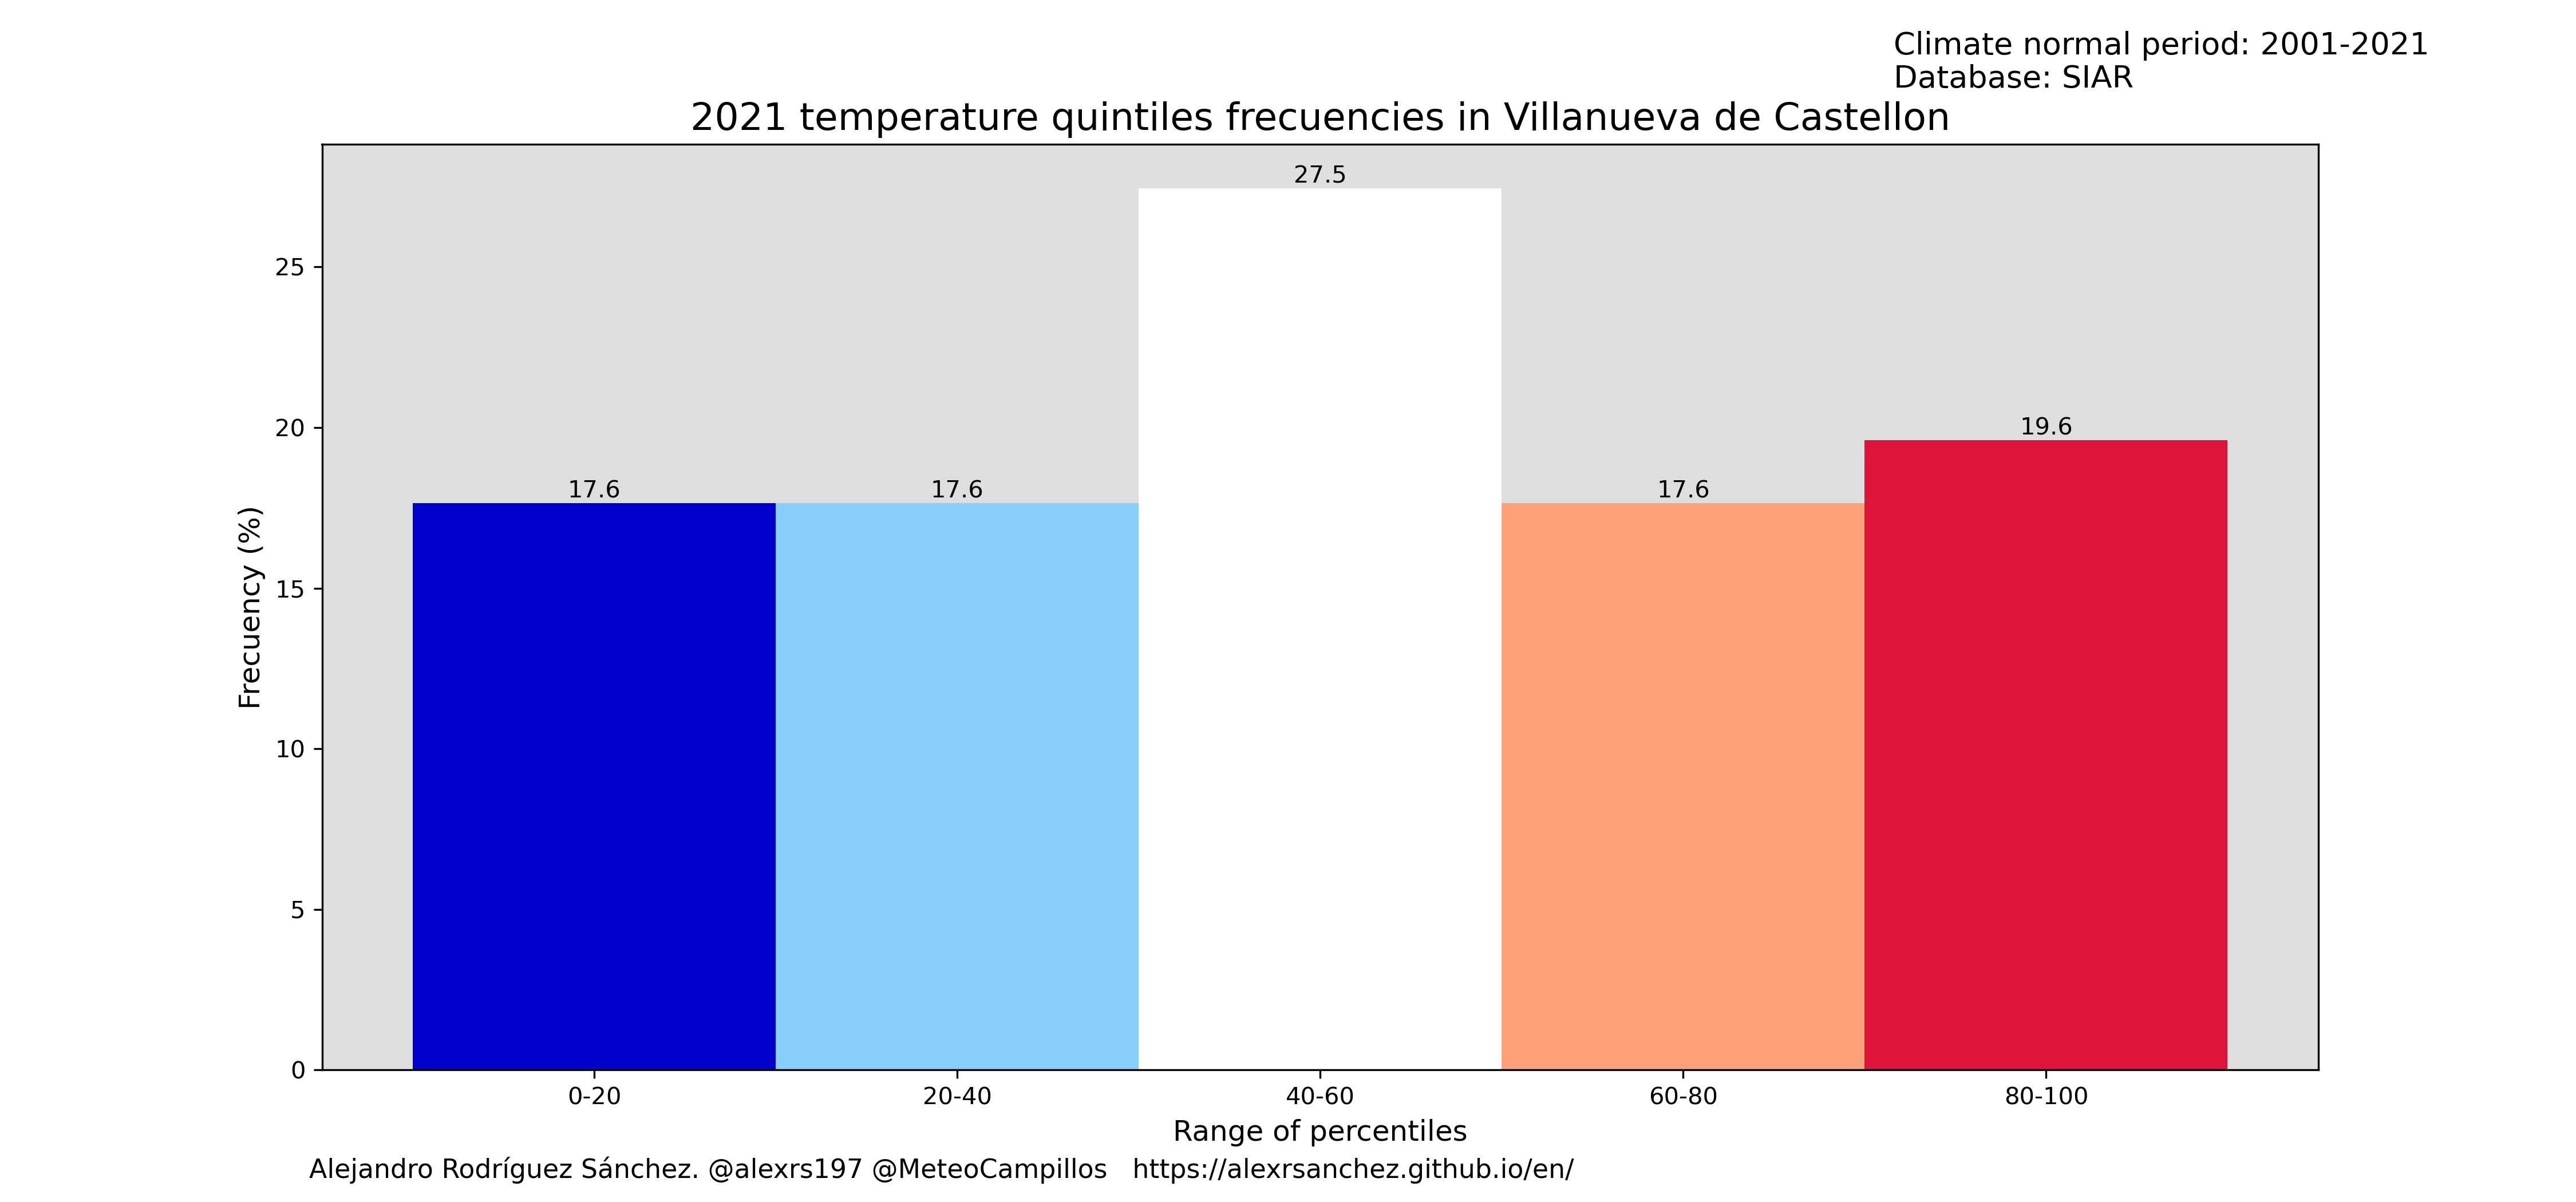 Climate normal period: 2001-2021
Database: SIAR
2021 temperature quintiles frecuencies in Villanueva de Castellon
27.5
25
20
19.6
17.6
17.6
17.6
15
10
5
0
Frecuency (%)
0-20
20-40
40-60
60-80
80-100
Range of percentiles
Alejandro Rodríguez Sánchez. @alexrs197 @MeteoCampillos https://alexrsanchez.github.io/en/